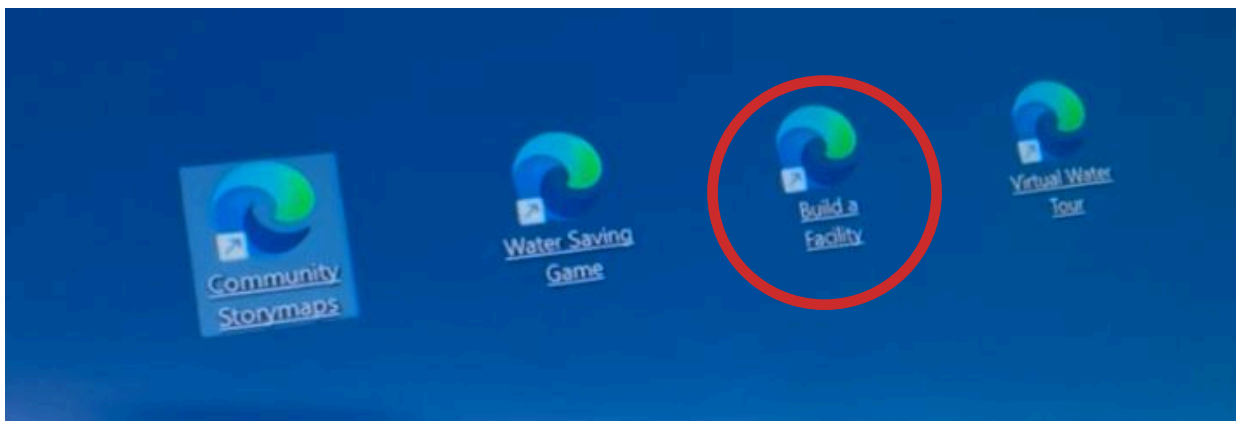 Community
Storymaps
Water Saving
Game
Build a
Facility
Virtual Water
Tour